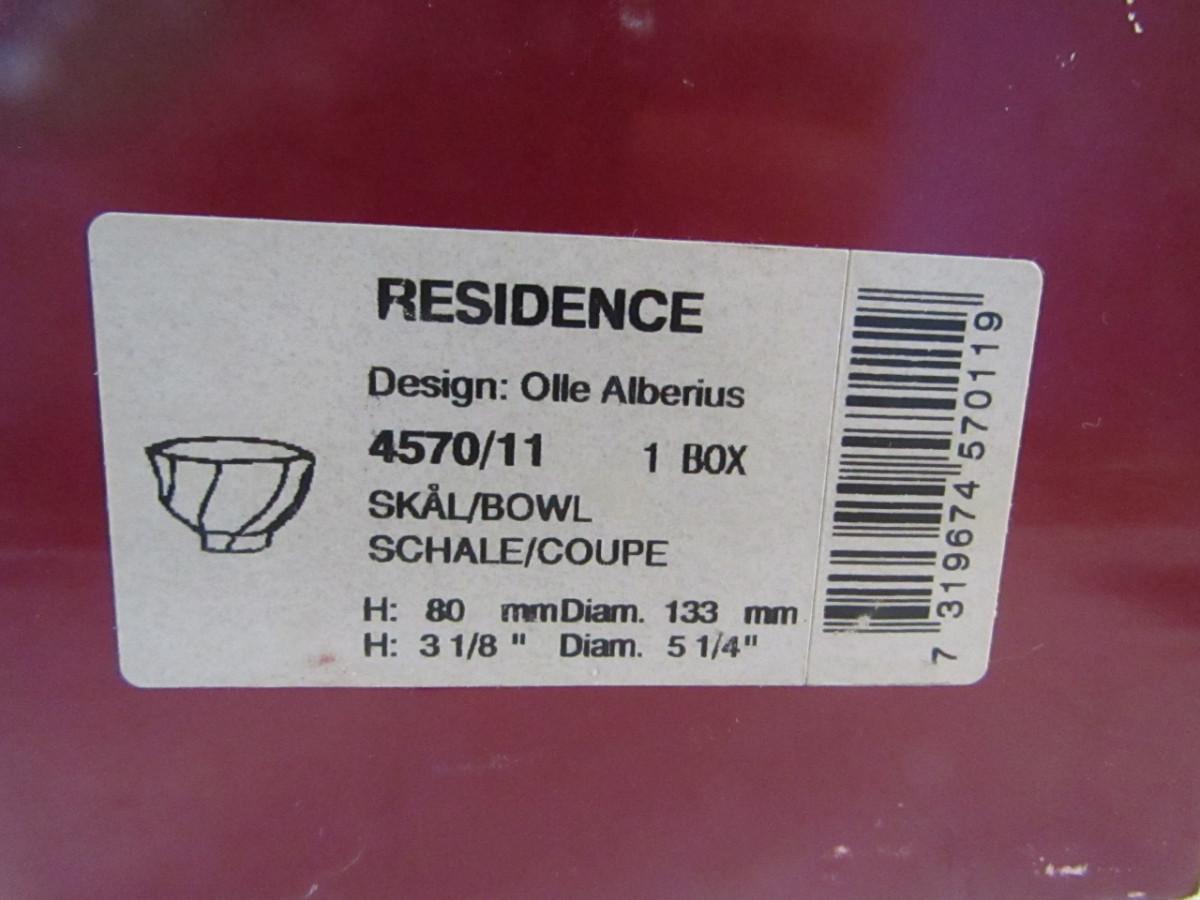 RESIDENCE
Design: Olle Alberius
4570/11 1 BOX
SKÅL/BOWL
SCHALE/COUPE
H: 80 mmDiam. 133 mm
H: 3 1/8 " Diam. 5 1/4"
7 319674 570119